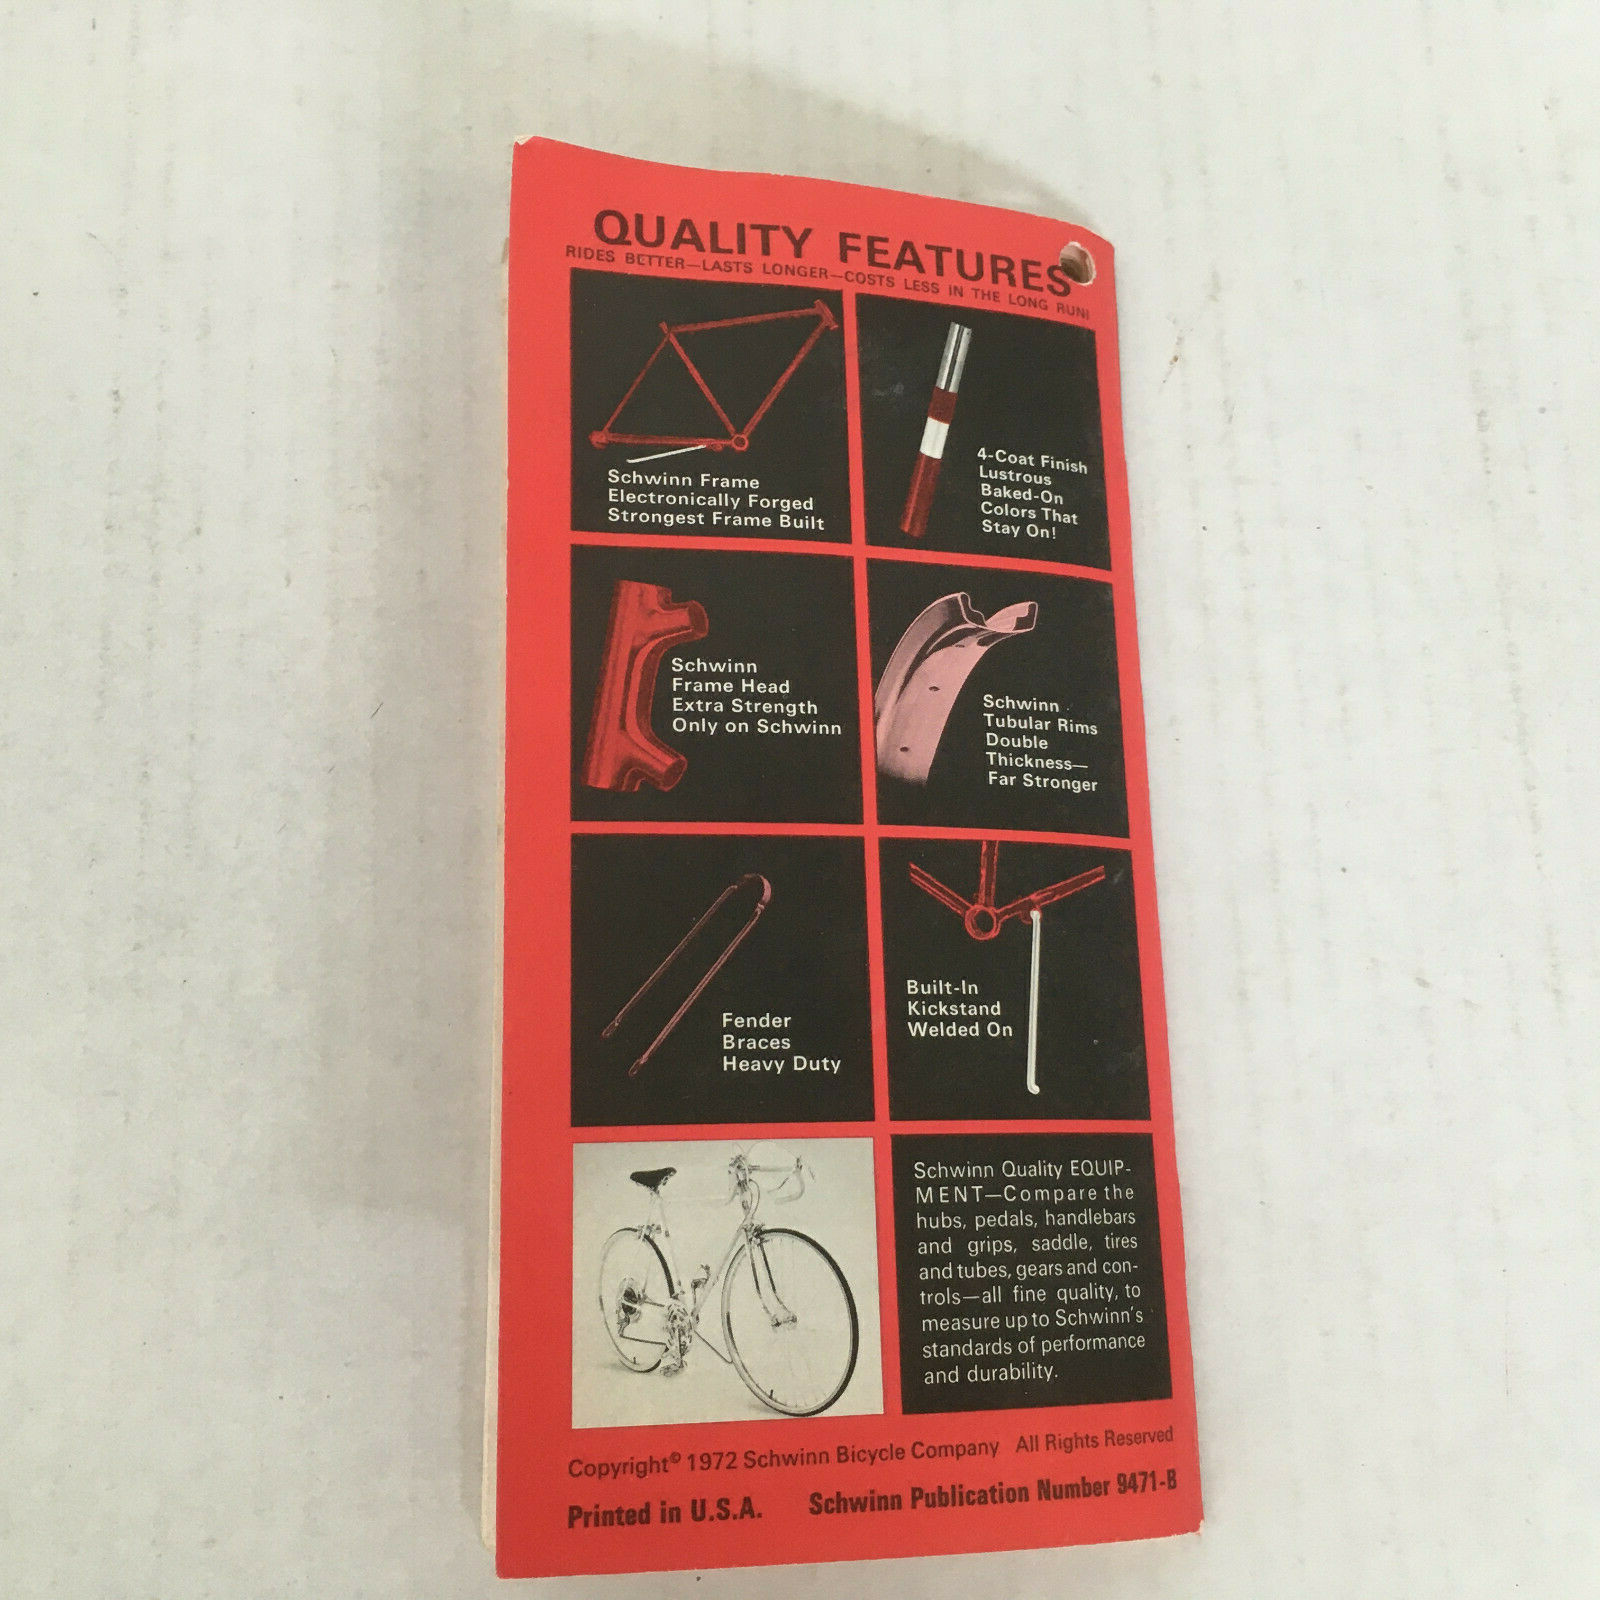 QUALITY FEATURES
RIDES BETTER—LASTS LONGER—COSTS LESS IN THE LONG RUN!
Schwinn Frame
Electronically Forged
Strongest Frame Built
4-Coat Finish
Lustrous
Baked-On
Colors That
Stay On!
Schwinn
Frame Head
Extra Strength
Only on Schwinn
Schwinn
Tubular Rims
Double
Thickness—
Far Stronger
Fender
Braces
Heavy Duty
Built-In
Kickstand
Welded On
Schwinn Quality EQUIP-
MENT—Compare the
hubs, pedals, handlebars
and grips, saddle, tires
and tubes, gears and con-
trols—all fine quality, to
measure up to Schwinn's
standards of performance
and durability.
Copyright© 1972 Schwinn Bicycle Company All Rights Reserved
Printed in U.S.A. Schwinn Publication Number 9471-B